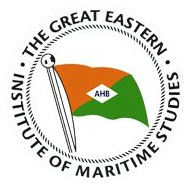 · THE GREAT EASTERN ·
INSTITUTE OF MARITIME STUDIES
AHB